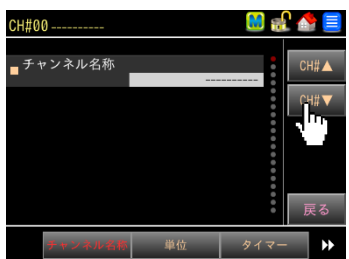 CH#00 ----------
M
チャンネル名称
----------
CH#▲
CH#▼
戻る
チャンネル名称 単位 タイマー